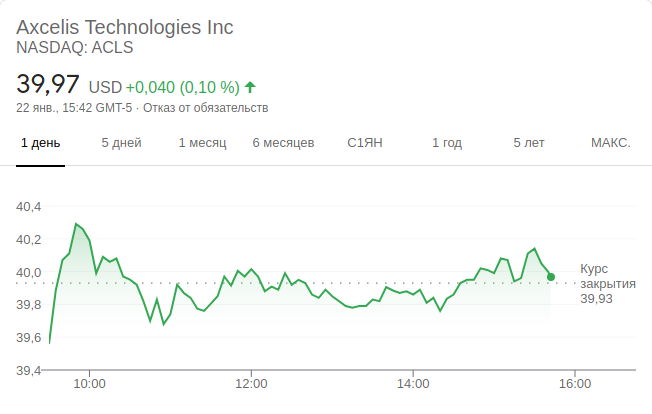 Axcelis Technologies Inc
NASDAQ: ACLS
39,97 USD +0,040 (0,10 %)
22 янв., 15:42 GMT-5 · Отказ от обязательств
1 день 5 дней 1 месяц 6 месяцев С1ЯН 1 год 5 лет МАКС.
40,4
40,2
40,0
39,8
39,6
39,4
Курс
закрытия
39,93
10:00 12:00 14:00 16:00